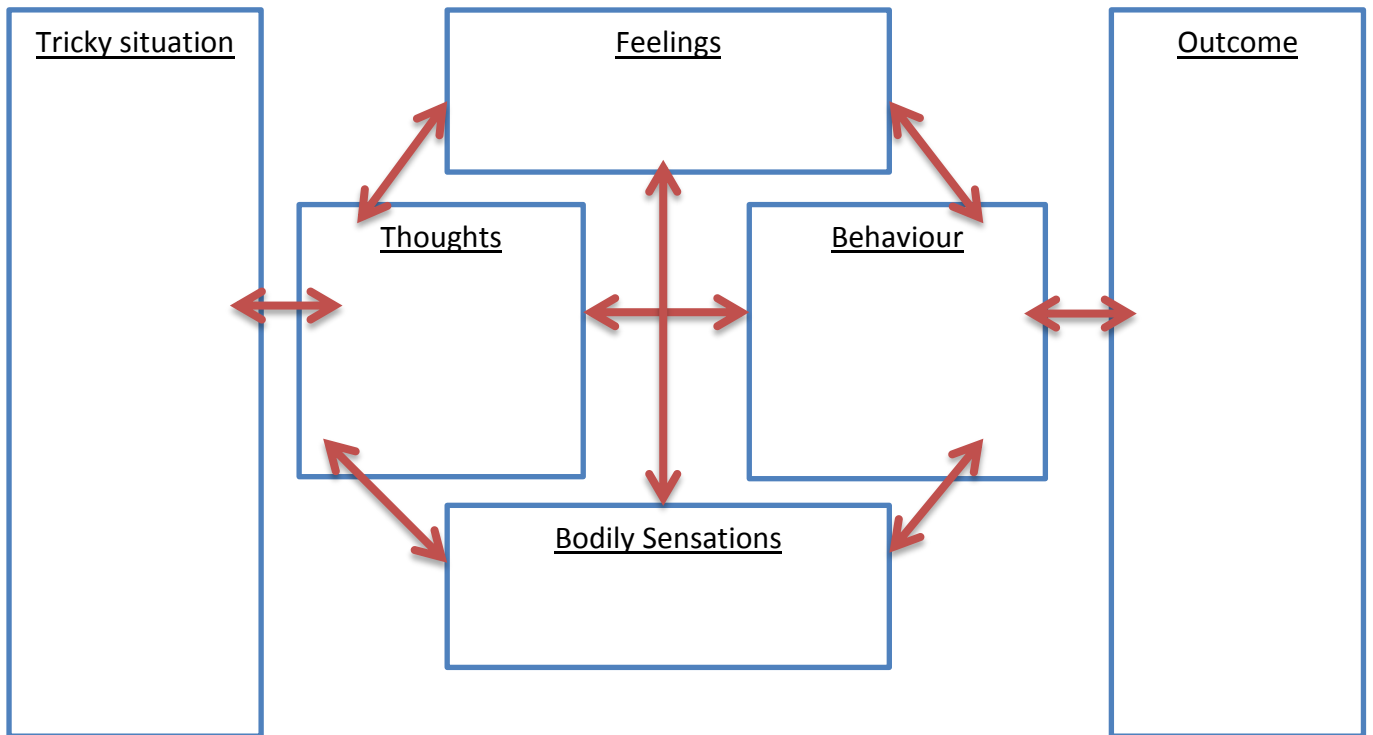 Tricky situation
Feelings
Outcome
Thoughts
Behaviour
Bodily Sensations